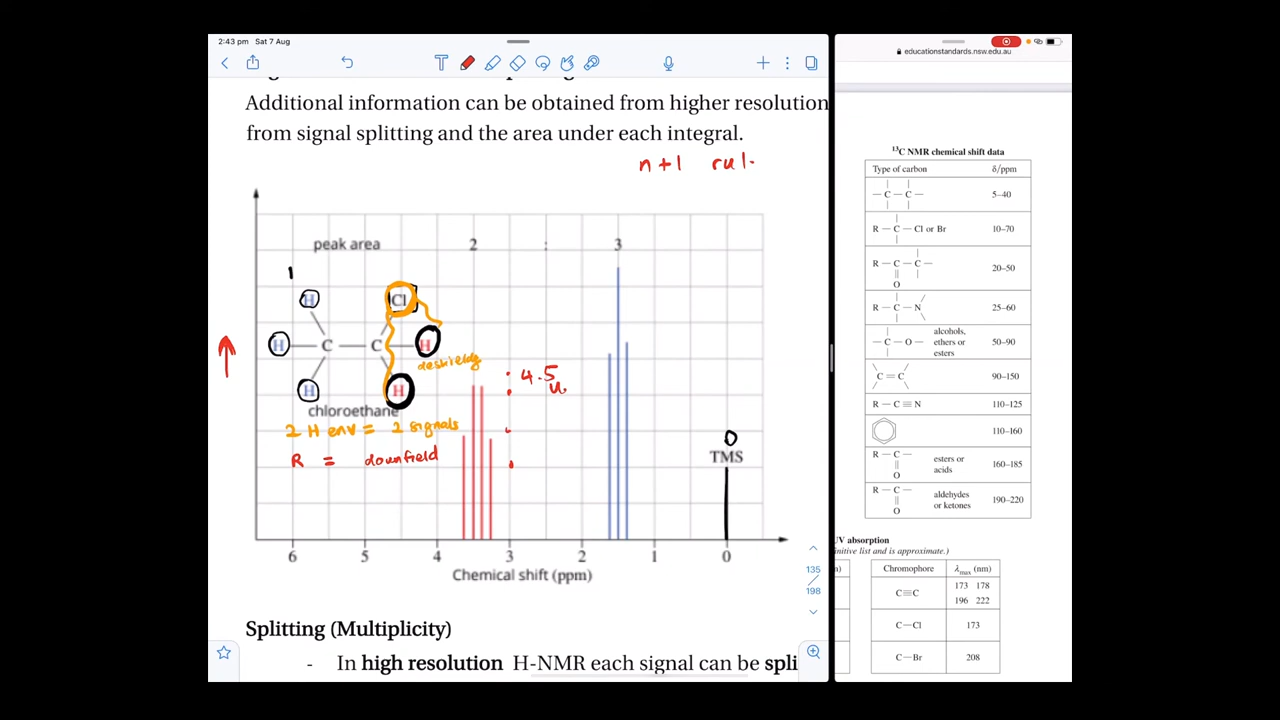 2:43 pm Sat 7 Aug
educationstandards.nsw.edu.au
Additional information can be obtained from higher resolution
from signal splitting and the area under each integral.
n+1 rul
peak area 2 : 3
1
H Cl
H C C H
deshields
H H
chloroethane
4.5
2 H env = 2 signals
R = downfield
0
TMS
6 5 4 3 2 1 0
Chemical shift (ppm)
Splitting (Multiplicity)
- In high resolution H-NMR each signal can be spli
135
198
13C NMR chemical shift data
Type of carbon δ/ppm
—C—C— 5–40
R—C—Cl or Br 10–70
R—C—C— O 20–50
R—C—N 25–60
—C—O— alcohols, ethers or esters 50–90
C=C 90–150
R—C≡N 110–125
110–160
R—C— O esters or acids 160–185
R—C— O aldehydes or ketones 190–220
UV absorption
initive list and is approximate.)
) Chromophore λmax (nm)
C≡C 173 178
196 222
C—Cl 173
C—Br 208